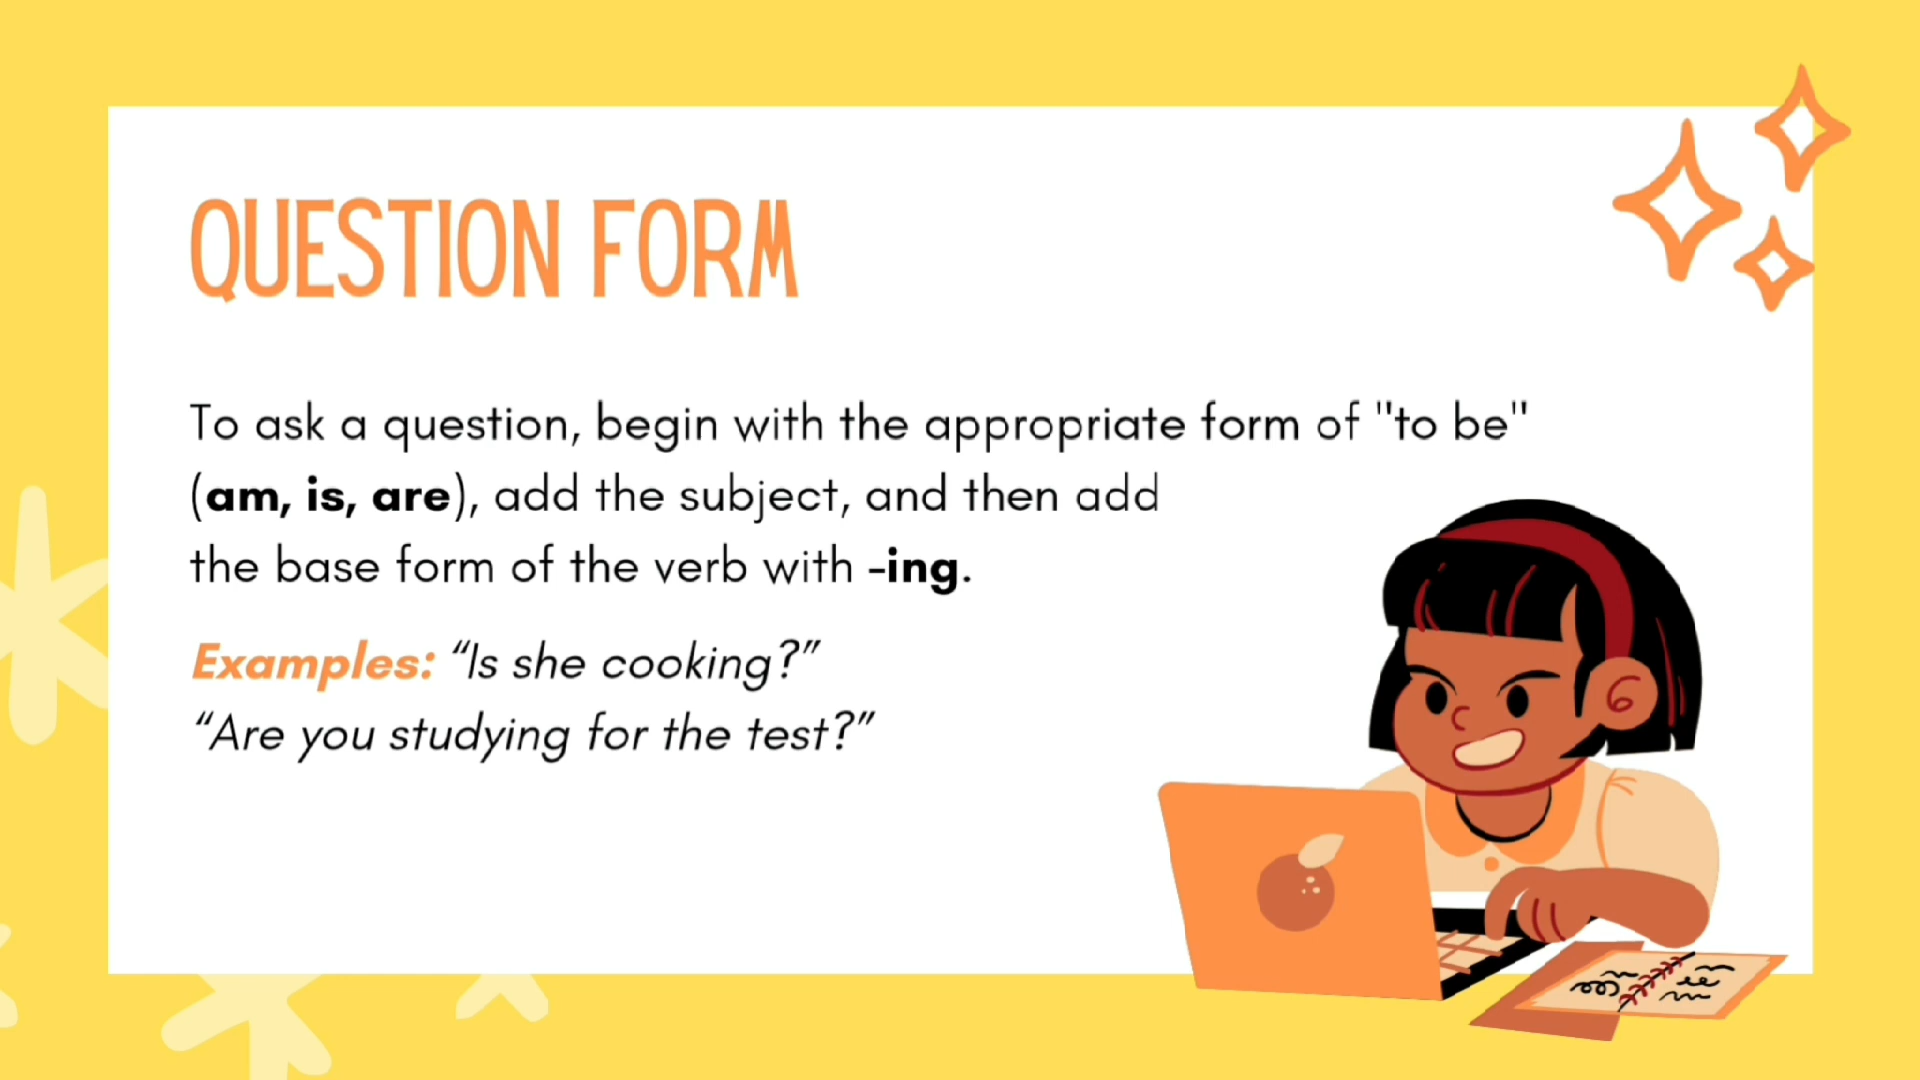 QUESTION FORM
To ask a question, begin with the appropriate form of "to be"
(am, is, are), add the subject, and then add
the base form of the verb with -ing.
Examples: “Is she cooking?”
“Are you studying for the test?”